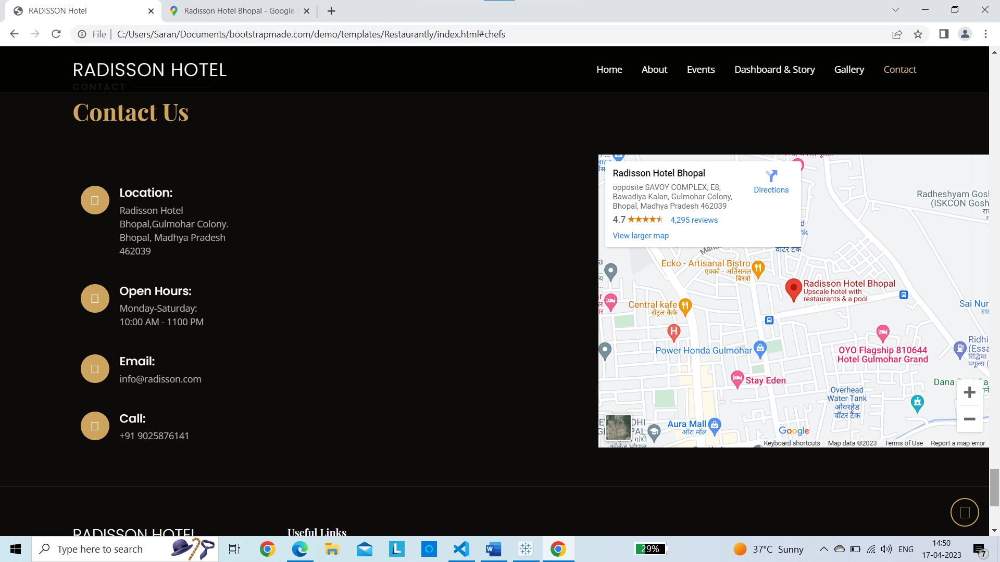 RADISSON Hotel
Radisson Hotel Bhopal - Google
File
C:/Users/Saran/Documents/bootstrapmade.com/demo/templates/Restaurantly/index.html#chefs
RADISSON HOTEL
Home About Events Dashboard & Story Gallery Contact
CONTACT
Contact Us
Location:
Radisson Hotel
Bhopal,Gulmohar Colony.
Bhopal, Madhya Pradesh
462039
Open Hours:
Monday-Saturday:
10:00 AM - 1100 PM
Email:
info@radisson.com
Call:
+91 9025876141
Radisson Hotel Bhopal
opposite SAVOY COMPLEX, E8,
Bawadiya Kalan, Gulmohar Colony,
Bhopal, Madhya Pradesh 462039
4.7 4,295 reviews
View larger map
Directions
वॉटर टैंक
Radheshyam Gosh
(ISKCON Gosh
Ecko - Artisanal Bistro
एक्को - अर्तिसनल
बिस्त्रो
Radisson Hotel Bhopal
Upscale hotel with
restaurants & a pool
Central kafe
सेंट्रल कैफे
Sai Nur
H
Power Honda Gulmohar
OYO Flagship 810644
Hotel Gulmohar Grand
Ridhi
(Essa
रिद्धिमा
फ्यूल्स (
Stay Eden
Dana
Overhead
Water Tank
ओवरहेड
वॉटर टैंक
Aura Mall
ऑरा मॉल
Google
Keyboard shortcuts Map data ©2023 Terms of Use Report a map error
RADISSON HOTEL
Useful Links
Type here to search
29%
37°C Sunny
ENG
14:50
17-04-2023
7